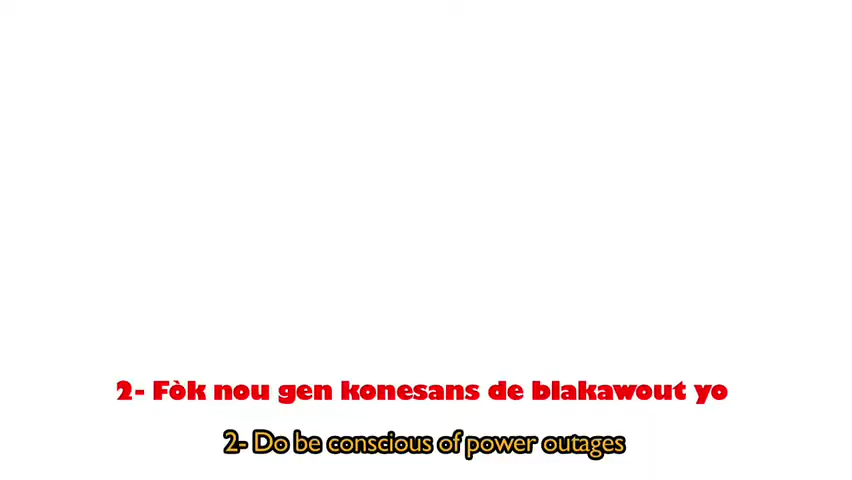 2- Fòk nou gen konesans de blakawout yo
2- Do be conscious of power outages